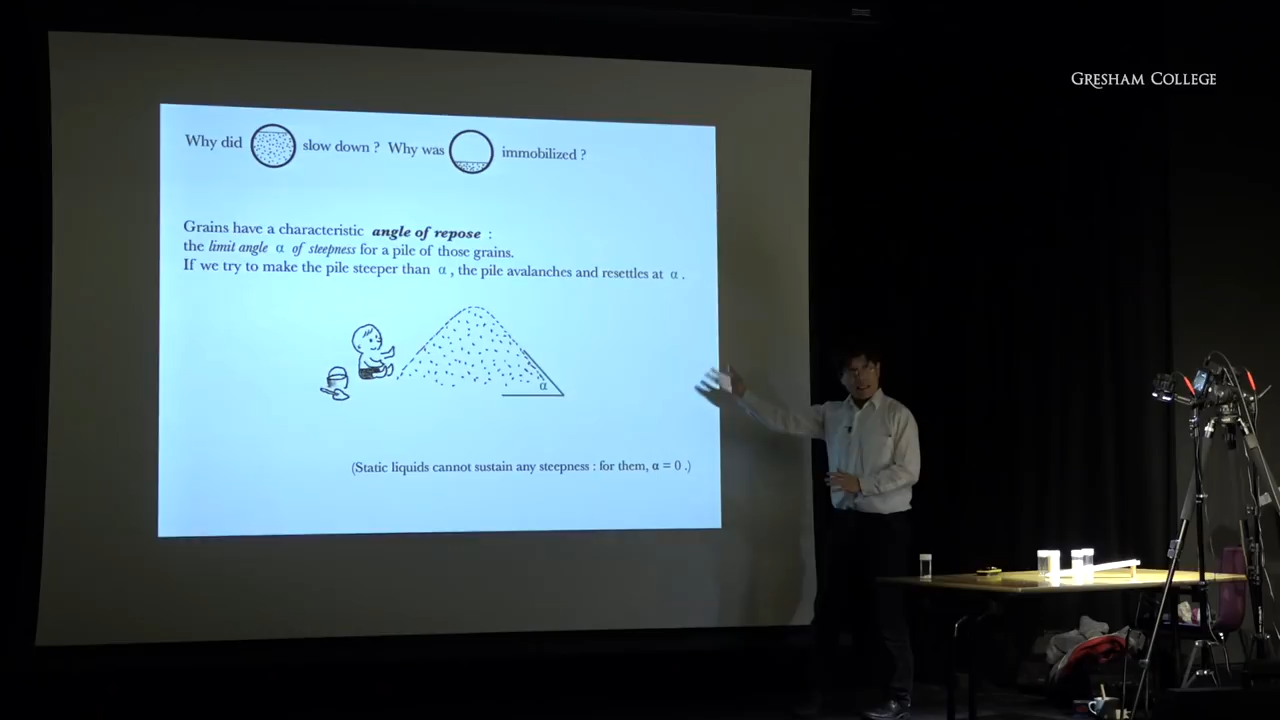 GRESHAM COLLEGE
Why did slow down ? Why was immobilized ?
Grains have a characteristic angle of repose :
the limit angle α of steepness for a pile of those grains.
If we try to make the pile steeper than α , the pile avalanches and resettles at α .
α
(Static liquids cannot sustain any steepness : for them, α = 0 .)